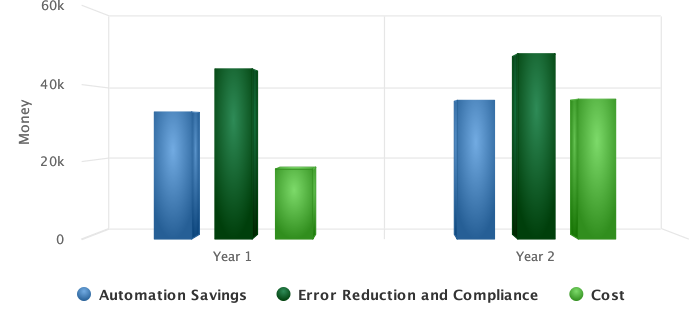 60k
40k
20k
0
Money
Year 1
Year 2
Automation Savings
Error Reduction and Compliance
Cost